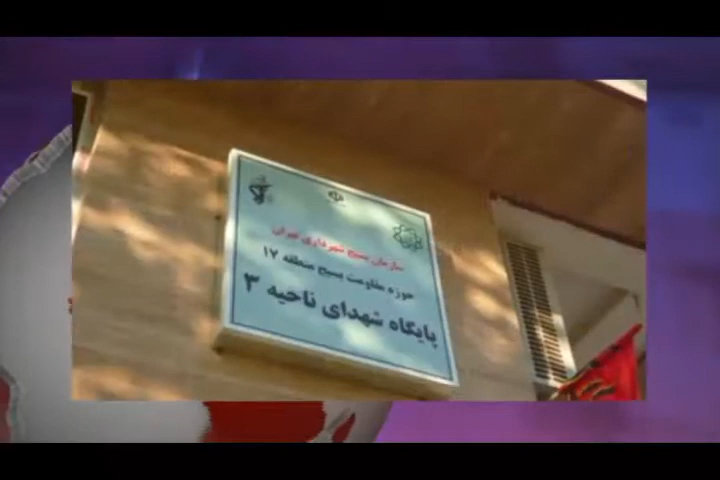 سازمان بسیج شهرداری تهران
حوزه مقاومت بسیج منطقه ۱۷
پایگاه شهدای ناحیه ۳